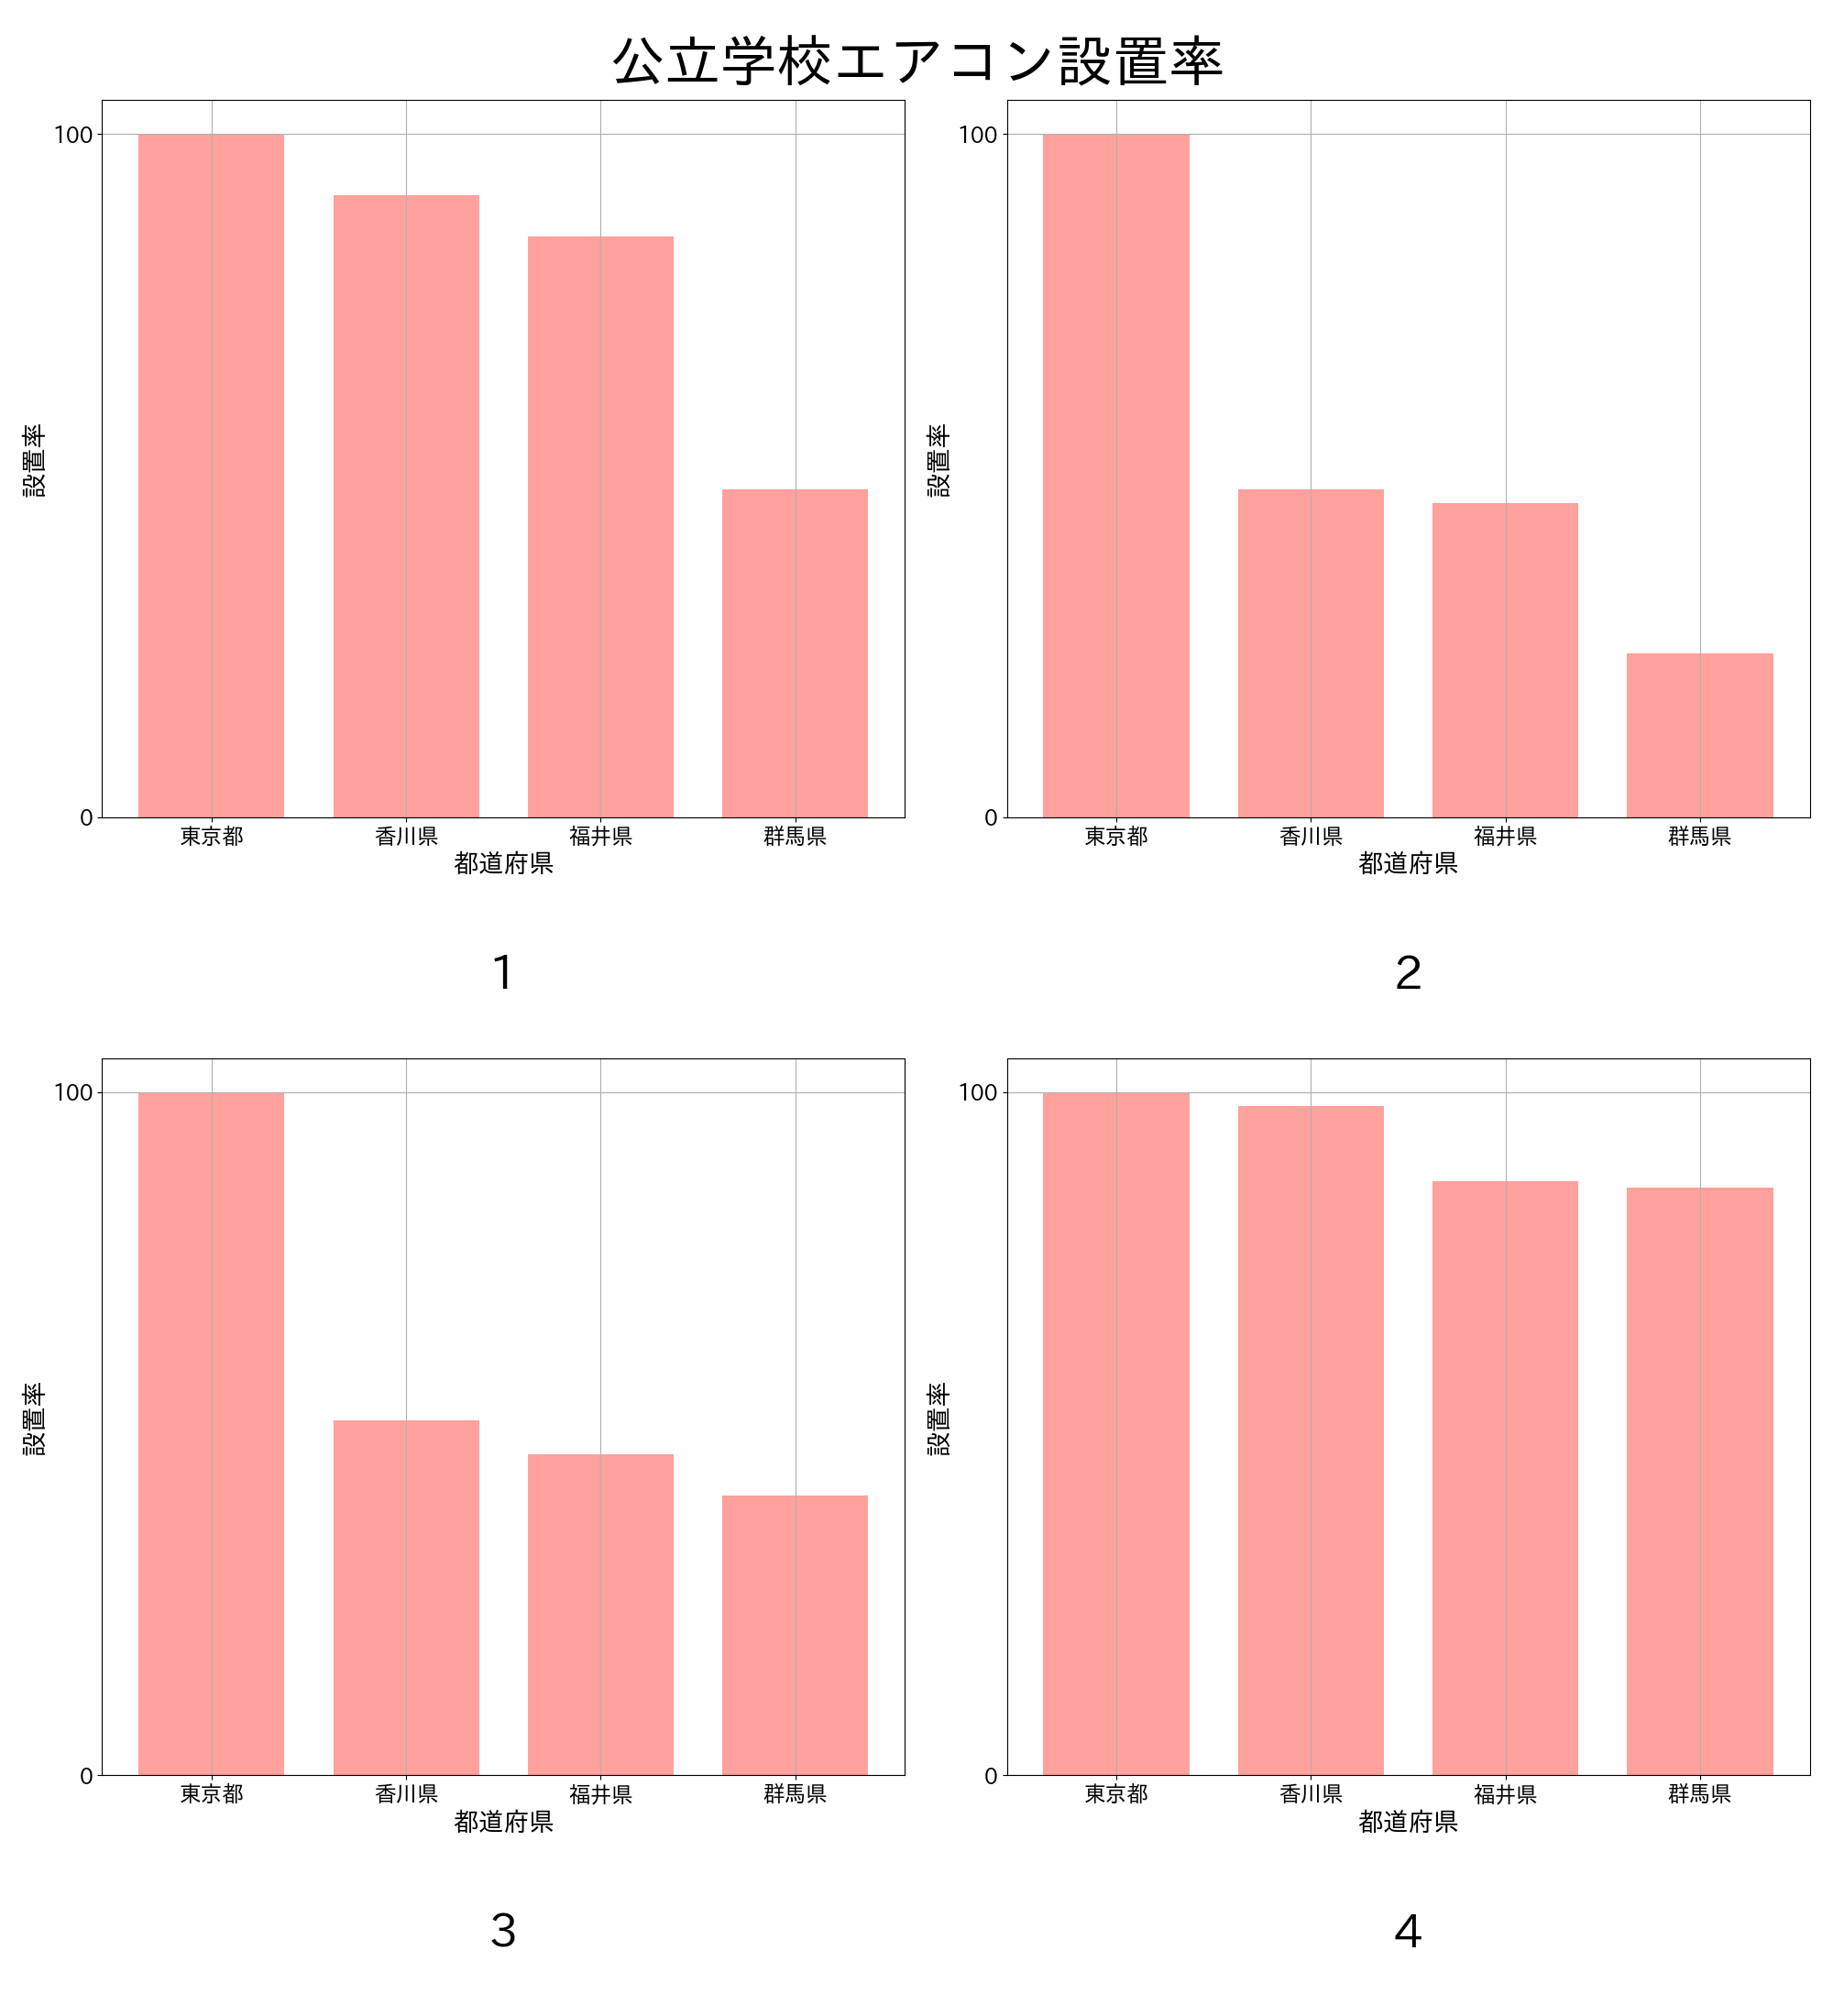 公立学校エアコン設置率
100
0
設置率
東京都 香川県 福井県 群馬県
都道府県
1
100
0
設置率
東京都 香川県 福井県 群馬県
都道府県
2
100
0
設置率
東京都 香川県 福井県 群馬県
都道府県
3
100
0
設置率
東京都 香川県 福井県 群馬県
都道府県
4